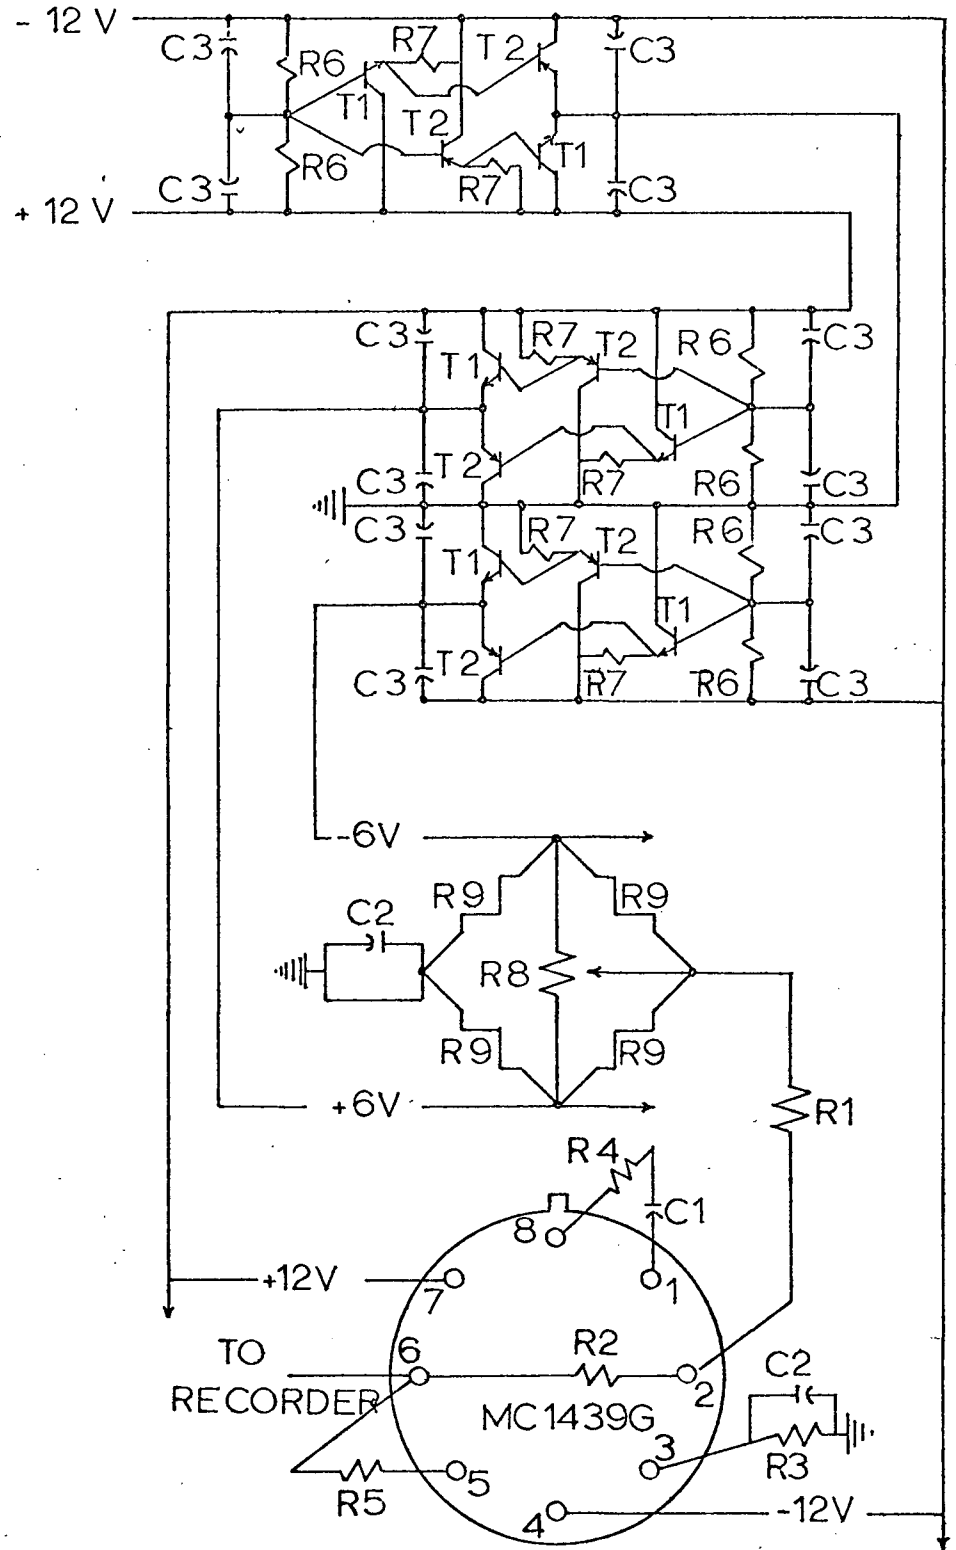 - 12 V
C3
R6
R7
T2
C3
T1
T2
R6
T1
C3
R7
C3
+ 12 V
C3
R7
T2
R6
C3
T1
T1
T2
C3
R7
R6
C3
C3
R7
T2
R6
C3
T1
T1
T2
C3
R7
R6
C3
-6V
R9
R9
C2
R8
R9
R9
+6V
R1
R4
C1
8
+12V
7
1
TO
RECORDER
6
R2
2
C2
MC1439G
3
R3
5
R5
4
-12V